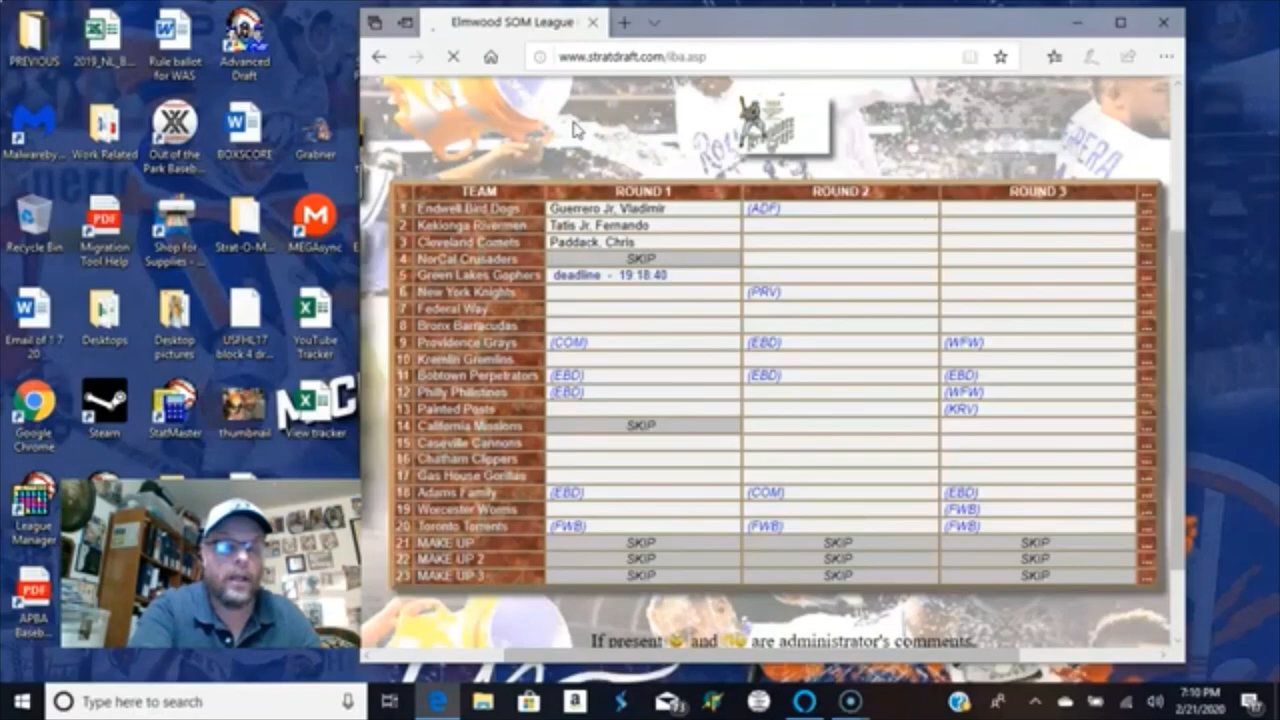 Elmwood SOM League
www.stratdraft.com/liba.asp
PREVIOUS
2019_NL_B...
Rule ballot for WAS
Advanced Draft
Malwareby...
Work Related
Out of the Park Baseb...
BOXSCORE
Grabner
Recycle Bin
Migration Tool Help
Shop for Supplies - ...
Strat-O-M...
MEGAsync
Email of 1 7 20
Desktops
Desktop pictures
USFHL17 block 4 dr...
YouTube Tracker
Google Chrome
Steam
StatMaster
thumbnail
View tracker
League Manager
APBA Baseb...
TEAM ROUND 1 ROUND 2 ROUND 3 ...
1 Endwell Bird Dogs Guerrero Jr, Vladimir (ADF) ...
2 Kekionga Rivermen Tatis Jr. Fernando ...
3 Cleveland Comets Paddack, Chris ...
4 NorCal Crusaders SKIP ...
5 Green Lakes Gophers deadline - 19:18:40 ...
6 New York Knights (PRV) ...
7 Federal Way ...
8 Bronx Barracudas ...
9 Providence Grays (COM) (EBD) (WFW) ...
10 Kremlin Gremlins ...
11 Bobtown Perpetrators (EBD) (EBD) (EBD) ...
12 Philly Philistines (EBD) (WFW) ...
13 Painted Posts (KRV) ...
14 California Missions SKIP ...
15 Caseville Cannons ...
16 Chatham Clippers ...
17 Gas House Gorillas ...
18 Adams Family (EBD) (COM) (EBD) ...
19 Worcester Worms (FWB) ...
20 Toronto Torrents (FWB) (FWB) (FWB) ...
21 MAKE UP SKIP SKIP SKIP ...
22 MAKE UP 2 SKIP SKIP SKIP ...
23 MAKE UP 3 SKIP SKIP SKIP ...
If present and are administrator's comments.
Type here to search
7:10 PM
2/21/2020